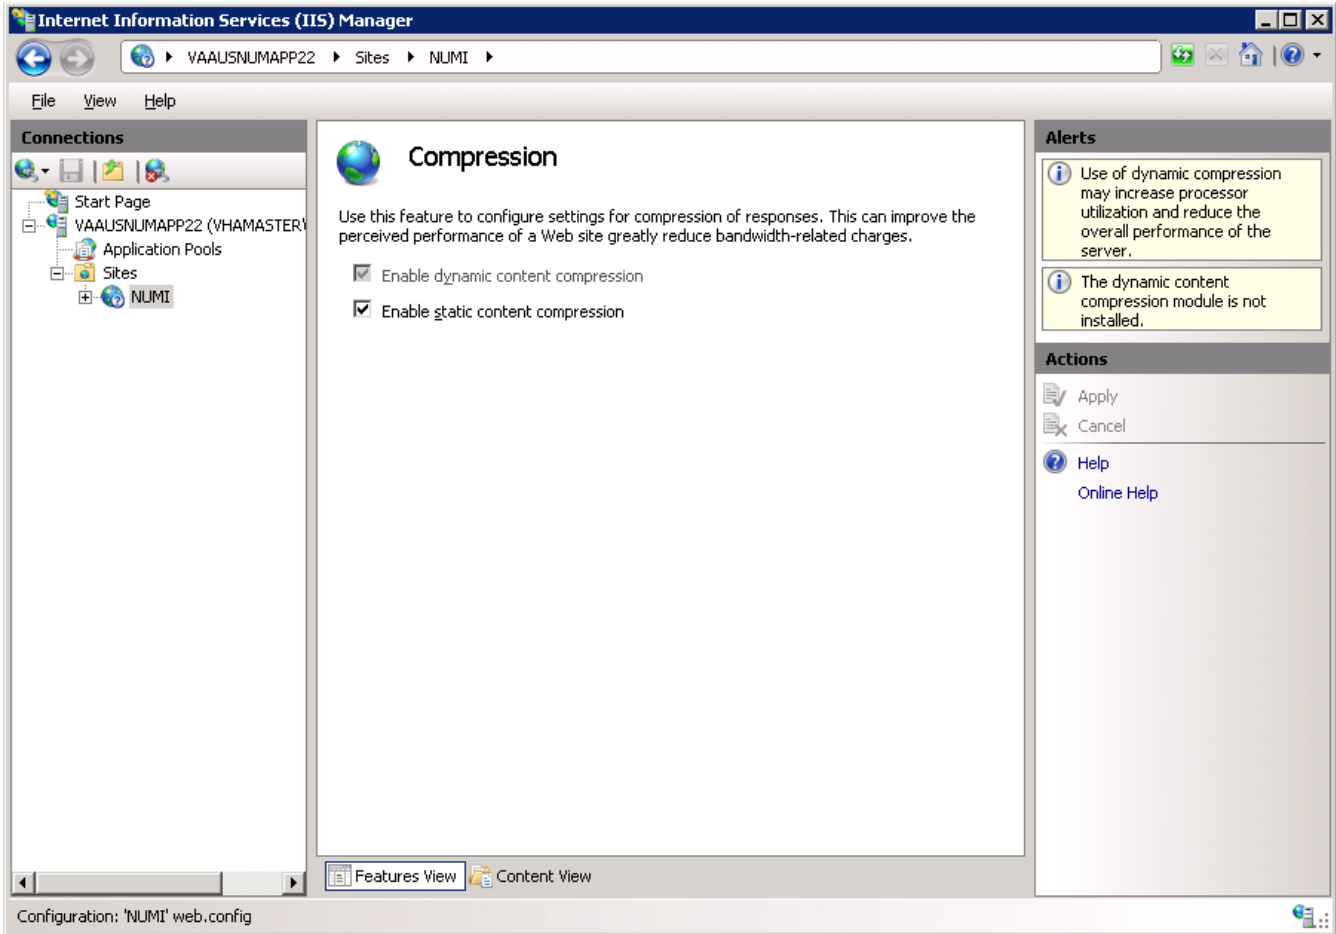 Internet Information Services (IIS) Manager
VAAUSNUMAPP22 Sites NUMI
File View Help
Connections
Start Page
VAAUSNUMAPP22 (VHAMASTER\
Application Pools
Sites
NUMI
Compression
Use this feature to configure settings for compression of responses. This can improve the
perceived performance of a Web site greatly reduce bandwidth-related charges.
Enable dynamic content compression
Enable static content compression
Features View Content View
Alerts
Use of dynamic compression
may increase processor
utilization and reduce the
overall performance of the
server.
The dynamic content
compression module is not
installed.
Actions
Apply
Cancel
Help
Online Help
Configuration: 'NUMI' web.config